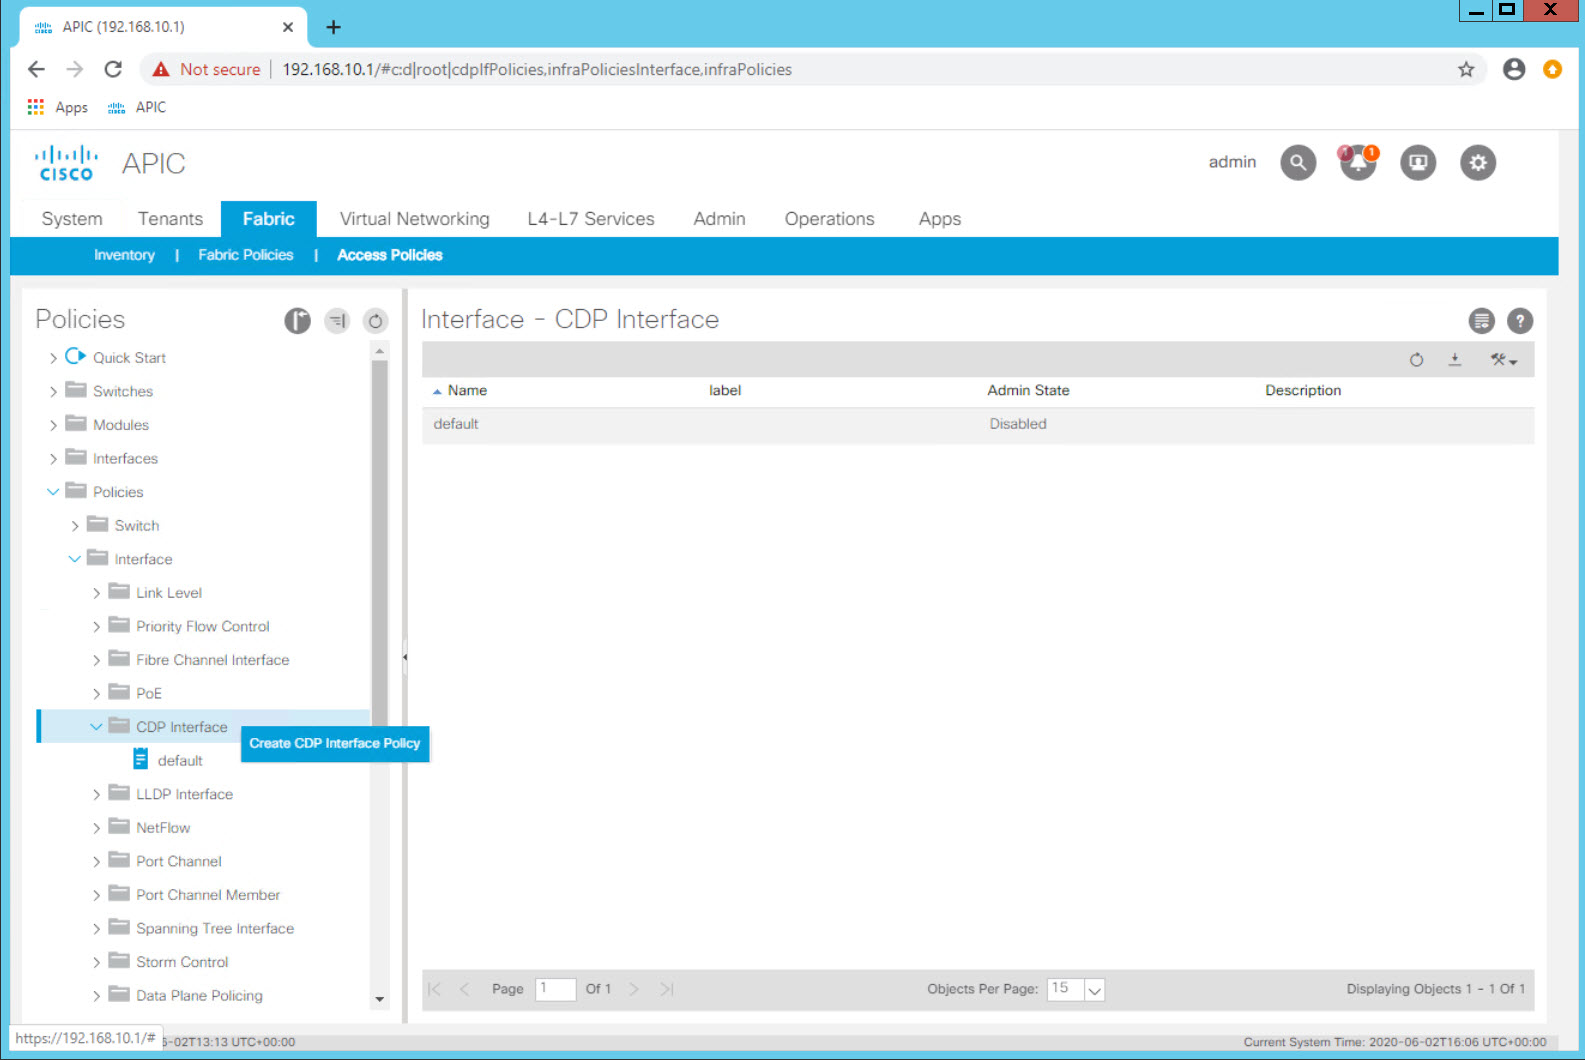 APIC (192.168.10.1)
Not secure 192.168.10.1/#c:d|root|cdpIfPolicies,infraPoliciesInterface,infraPolicies
Apps APIC
CISCO APIC admin 1
System Tenants Fabric Virtual Networking L4-L7 Services Admin Operations Apps
Inventory | Fabric Policies | Access Policies
Policies
Quick Start
Switches
Modules
Interfaces
Policies
Switch
Interface
Link Level
Priority Flow Control
Fibre Channel Interface
PoE
CDP Interface
Create CDP Interface Policy
default
LLDP Interface
NetFlow
Port Channel
Port Channel Member
Spanning Tree Interface
Storm Control
Data Plane Policing
Interface - CDP Interface
Name label Admin State Description
default Disabled
Page 1 Of 1 Objects Per Page: 15 Displaying Objects 1 - 1 Of 1
https://192.168.10.1/#
-02T13:13 UTC+00:00 Current System Time: 2020-06-02T16:06 UTC+00:00